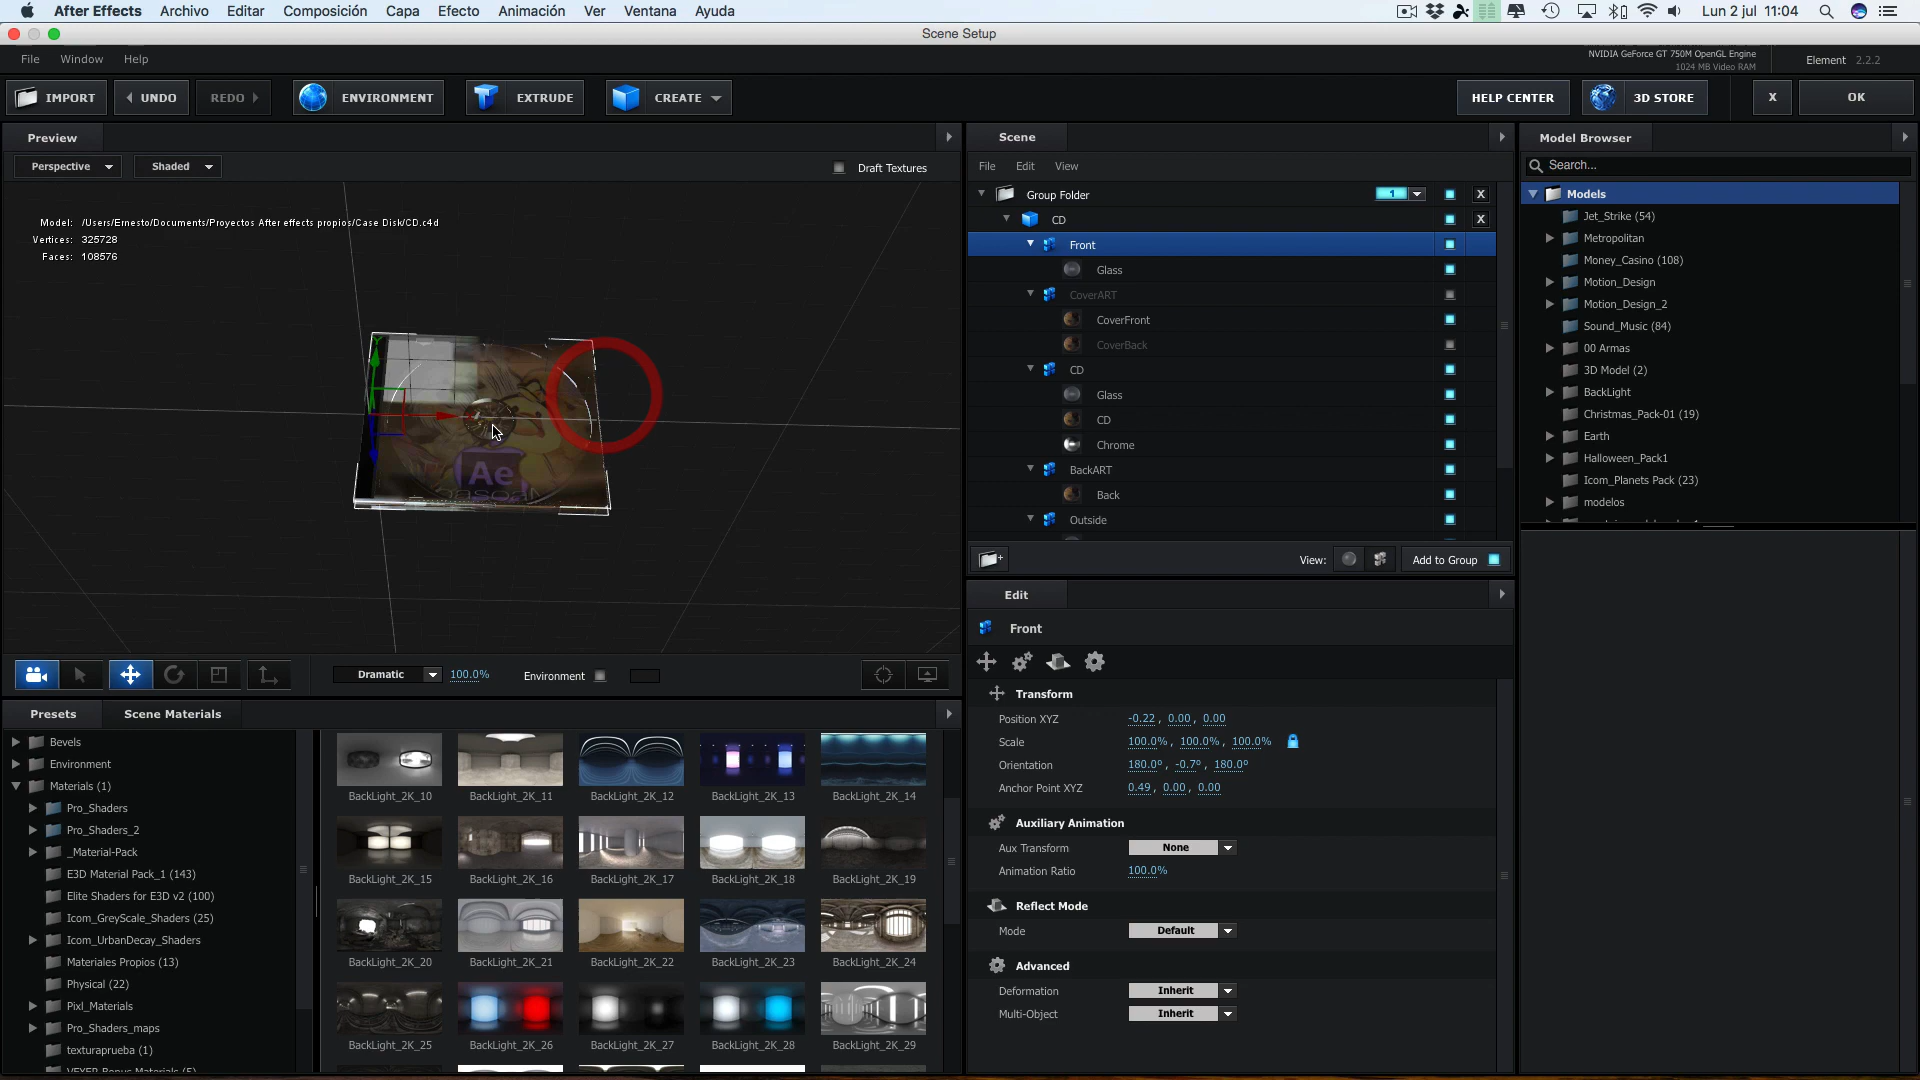 After Effects Archivo Editar Composición Capa Efecto Animación Ver Ventana Ayuda Lun 2 jul 11:04
Scene Setup
File Window Help
NVIDIA GeForce GT 750M OpenGL Engine
1024 MB Video RAM
Element 2.2.2
IMPORT UNDO REDO ENVIRONMENT EXTRUDE CREATE HELP CENTER 3D STORE X OK
Preview
Perspective Shaded Draft Textures
Model: /Users/Ernesto/Documents/Proyectos After effects propios/Case Disk/CD.c4d
Vertices: 325728
Faces: 108576
Ae
Dramatic 100.0% Environment
Scene
File Edit View
Group Folder 1 X
CD X
Front
Glass
CoverART
CoverFront
CoverBack
CD
Glass
CD
Chrome
BackART
Back
Outside
View: Add to Group
Model Browser
Search...
Models
Jet_Strike (54)
Metropolitan
Money_Casino (108)
Motion_Design
Motion_Design_2
Sound_Music (84)
00 Armas
3D Model (2)
BackLight
Christmas_Pack-01 (19)
Earth
Halloween_Pack1
Icom_Planets Pack (23)
modelos
Presets Scene Materials
Bevels
Environment
Materials (1)
Pro_Shaders
Pro_Shaders_2
_Material-Pack
E3D Material Pack_1 (143)
Elite Shaders for E3D v2 (100)
Icom_GreyScale_Shaders (25)
Icom_UrbanDecay_Shaders
Materiales Propios (13)
Physical (22)
Pixl_Materials
Pro_Shaders_maps
texturaprueba (1)
BackLight_2K_10 BackLight_2K_11 BackLight_2K_12 BackLight_2K_13 BackLight_2K_14
BackLight_2K_15 BackLight_2K_16 BackLight_2K_17 BackLight_2K_18 BackLight_2K_19
BackLight_2K_20 BackLight_2K_21 BackLight_2K_22 BackLight_2K_23 BackLight_2K_24
BackLight_2K_25 BackLight_2K_26 BackLight_2K_27 BackLight_2K_28 BackLight_2K_29
Edit
Front
Transform
Position XYZ -0.22, 0.00, 0.00
Scale 100.0%, 100.0%, 100.0%
Orientation 180.0º, -0.7º, 180.0º
Anchor Point XYZ 0.49, 0.00, 0.00
Auxiliary Animation
Aux Transform None
Animation Ratio 100.0%
Reflect Mode
Mode Default
Advanced
Deformation Inherit
Multi-Object Inherit